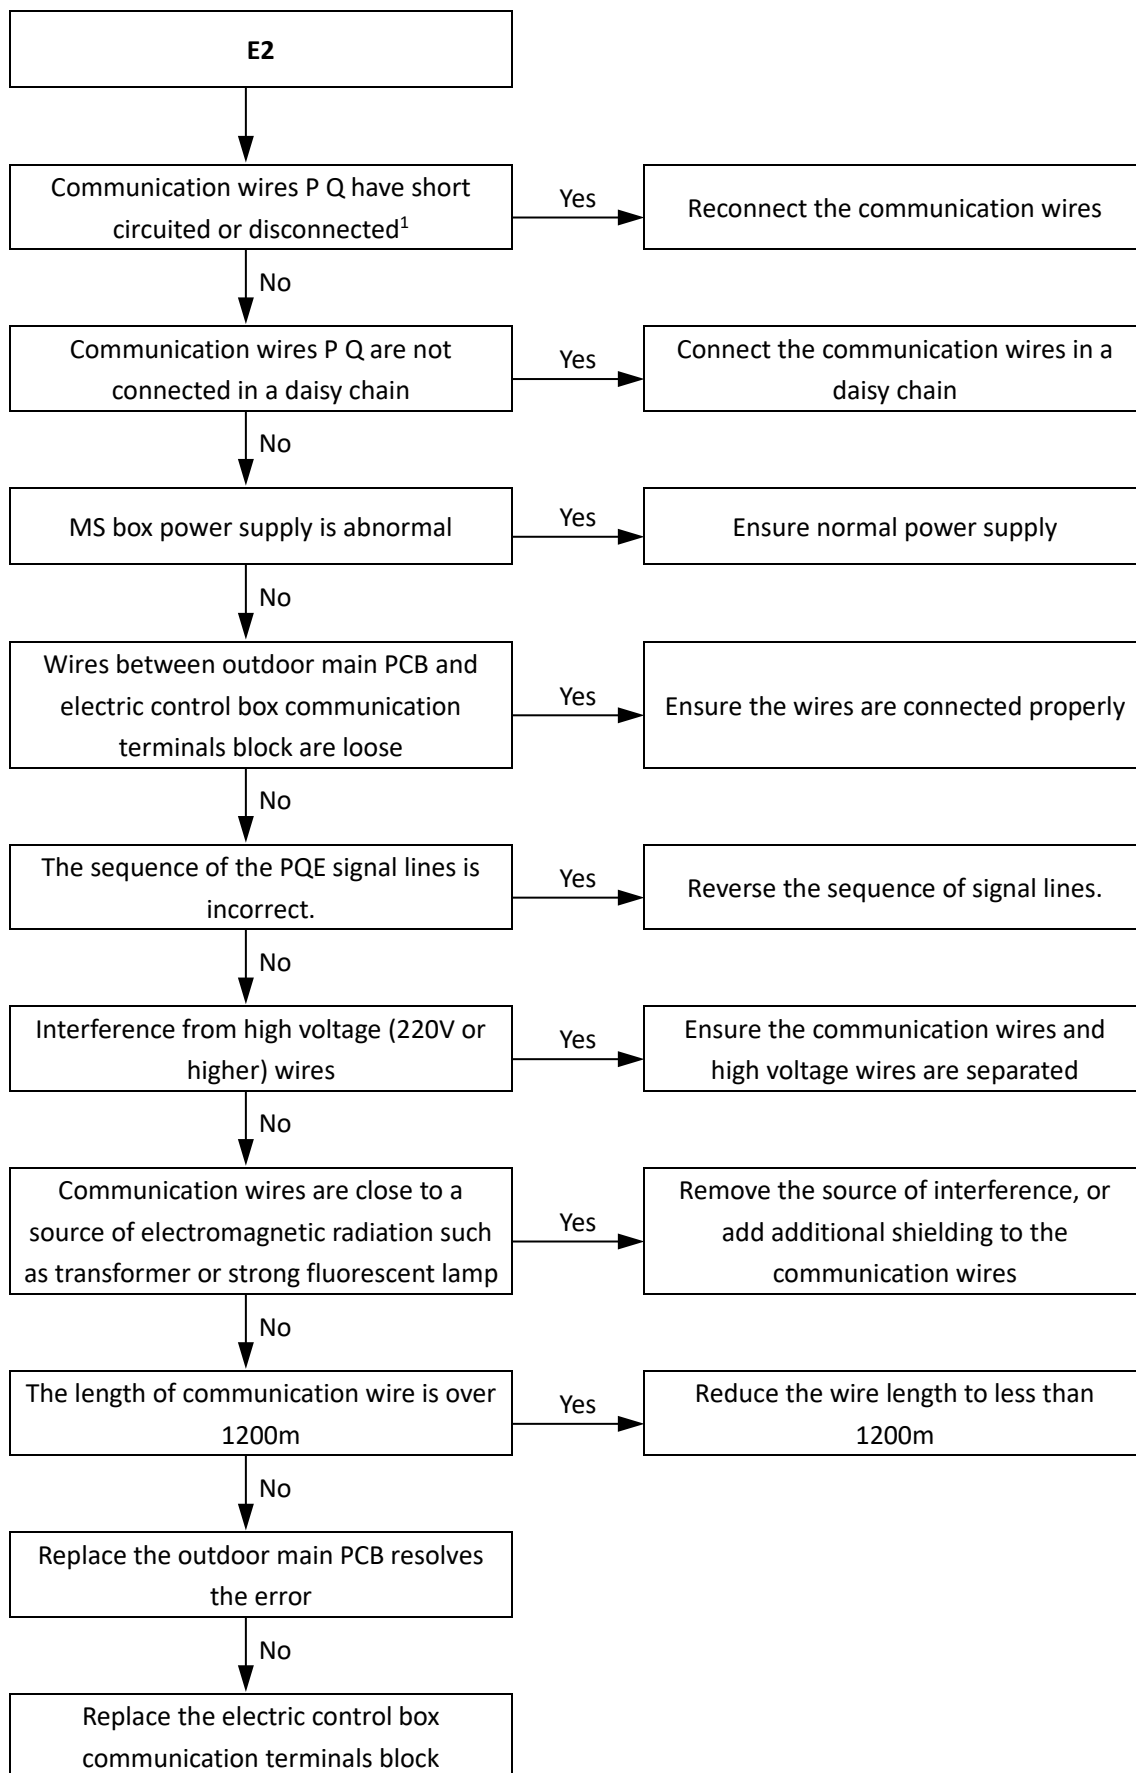 E2
Communication wires P Q have short
circuited or disconnected¹
Yes
Reconnect the communication wires
No
Communication wires P Q are not
connected in a daisy chain
Yes
Connect the communication wires in a
daisy chain
No
MS box power supply is abnormal
Yes
Ensure normal power supply
No
Wires between outdoor main PCB and
electric control box communication
terminals block are loose
Yes
Ensure the wires are connected properly
No
The sequence of the PQE signal lines is
incorrect.
Yes
Reverse the sequence of signal lines.
No
Interference from high voltage (220V or
higher) wires
Yes
Ensure the communication wires and
high voltage wires are separated
No
Communication wires are close to a
source of electromagnetic radiation such
as transformer or strong fluorescent lamp
Yes
Remove the source of interference, or
add additional shielding to the
communication wires
No
The length of communication wire is over
1200m
Yes
Reduce the wire length to less than
1200m
No
Replace the outdoor main PCB resolves
the error
No
Replace the electric control box
communication terminals block